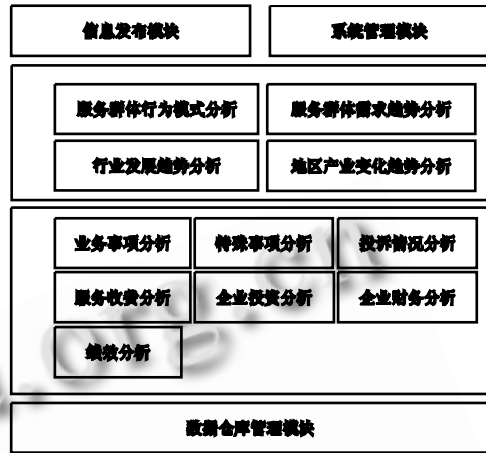 信息发布模块 系统管理模块
服务群体行为模式分析 服务群体需求趋势分析
行业发展趋势分析 地区产业变化趋势分析
业务事项分析 特殊事项分析 投诉情况分析
服务收费分析 企业投资分析 企业财务分析
绩效分析
数据仓库管理模块